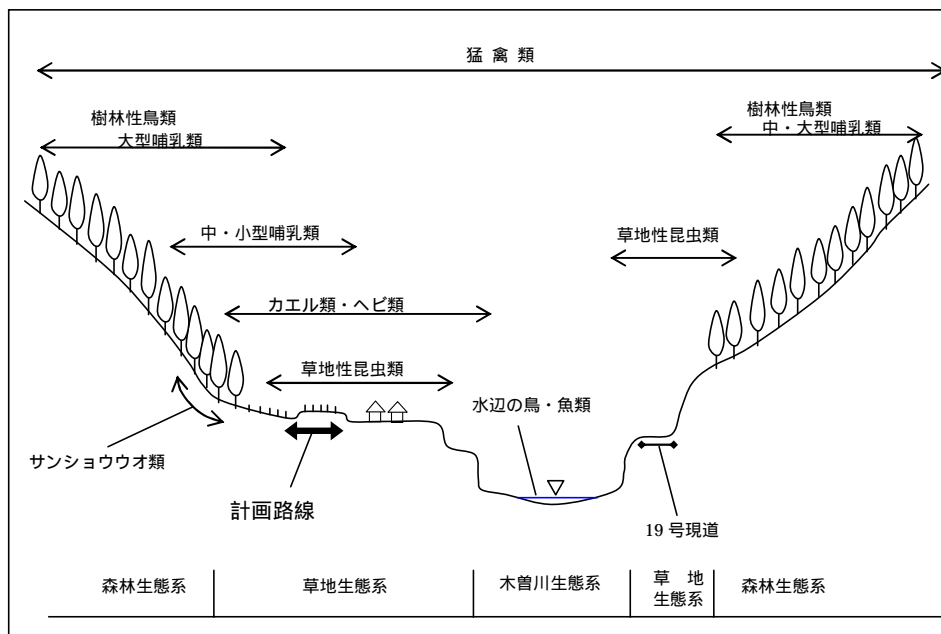 猛禽類
樹林性鳥類
大型哺乳類
樹林性鳥類
中・大型哺乳類
中・小型哺乳類
草地性昆虫類
カエル類・ヘビ類
草地性昆虫類
水辺の鳥・魚類
サンショウウオ類
計画路線
19号現道
森林生態系
草地生態系
木曽川生態系
草地
生態系
森林生態系